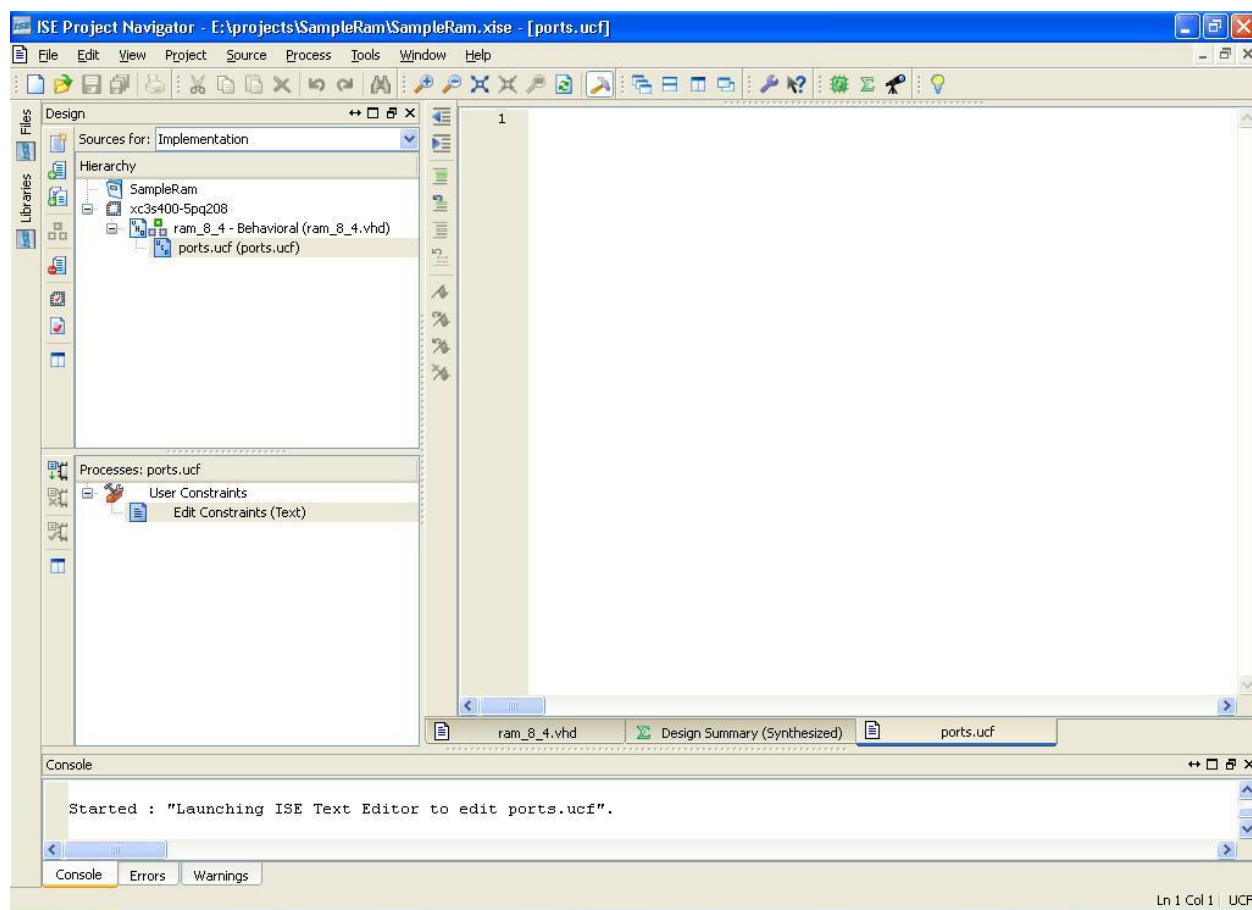 ISE Project Navigator - E:\projects\SampleRam\SampleRam.xise - [ports.ucf]
File Edit View Project Source Process Tools Window Help
Files
Libraries
Design
Sources for: Implementation
Hierarchy
SampleRam
xc3s400-5pq208
ram_8_4 - Behavioral (ram_8_4.vhd)
ports.ucf (ports.ucf)
Processes: ports.ucf
User Constraints
Edit Constraints (Text)
1
ram_8_4.vhd Design Summary (Synthesized) ports.ucf
Console
Started : "Launching ISE Text Editor to edit ports.ucf".
Console Errors Warnings
Ln 1 Col 1 UCF